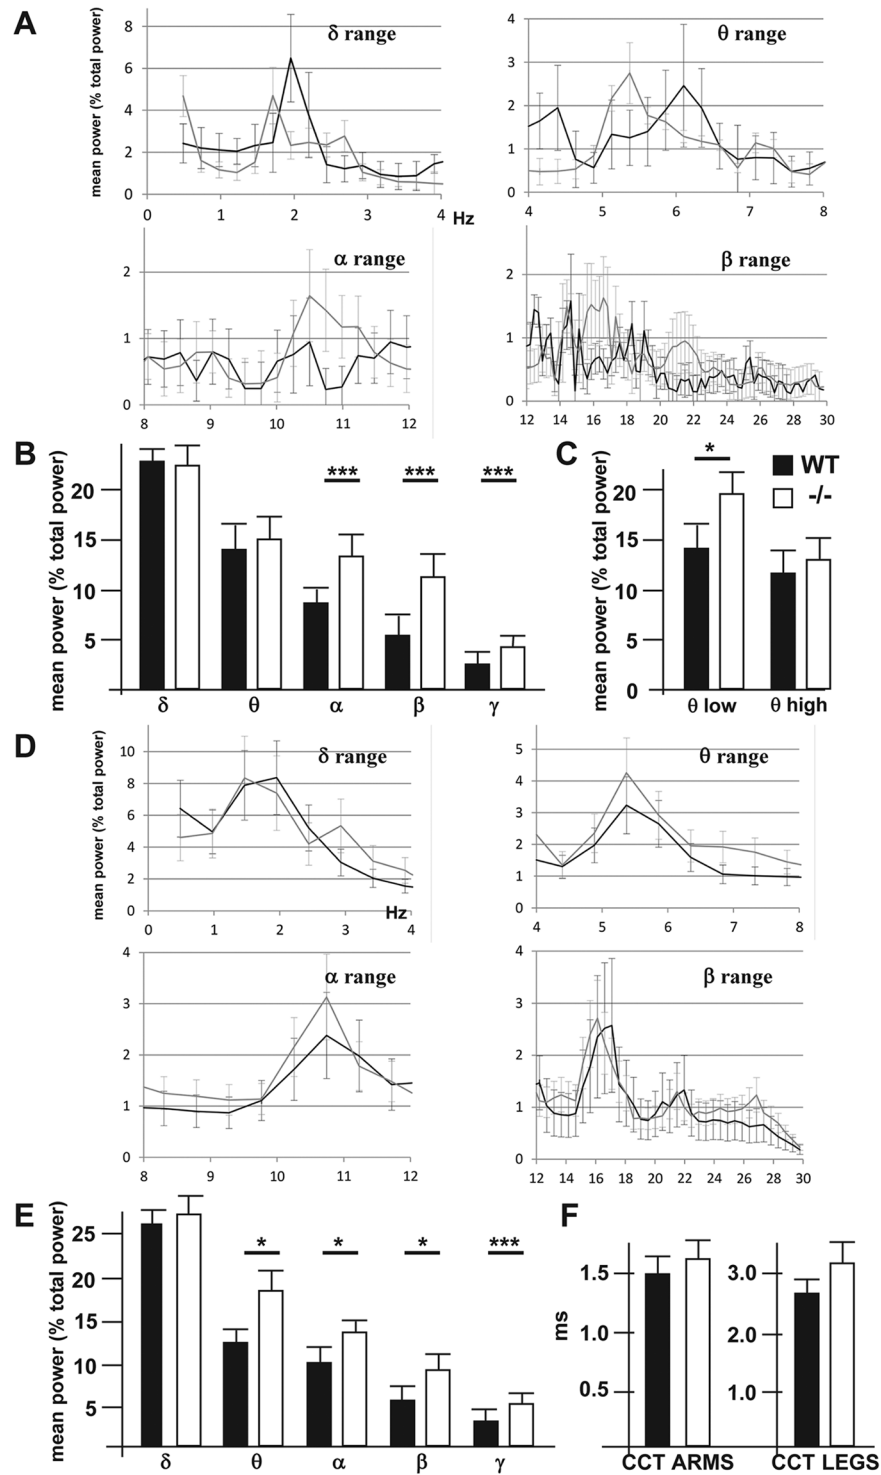 A
mean power (% total power)
δ range
8
6
4
2
0
0 1 2 3 4 Hz
θ range
4
3
2
1
0
4 5 6 7 8
α range
2
1
0
8 9 10 11 12
β range
2
1
0
12 14 16 18 20 22 24 26 28 30
B
mean power (% total power)
20
15
10
5
*** *** ***
δ θ α β γ
C
mean power (% total power)
20
15
10
5
0
*
WT
-/-
θ low θ high
D
mean power (% total power)
δ range
10
8
6
4
2
0
Hz
0 1 2 3 4
θ range
5
4
3
2
1
0
4 5 6 7 8
α range
4
3
2
1
0
8 9 10 11 12
β range
4
3
2
1
0
12 14 16 18 20 22 24 26 28 30
E
mean power (% total power)
25
20
15
10
5
* * * ***
δ θ α β γ
F
ms
1.5
1.0
0.5
CCT ARMS
3.0
2.0
1.0
CCT LEGS